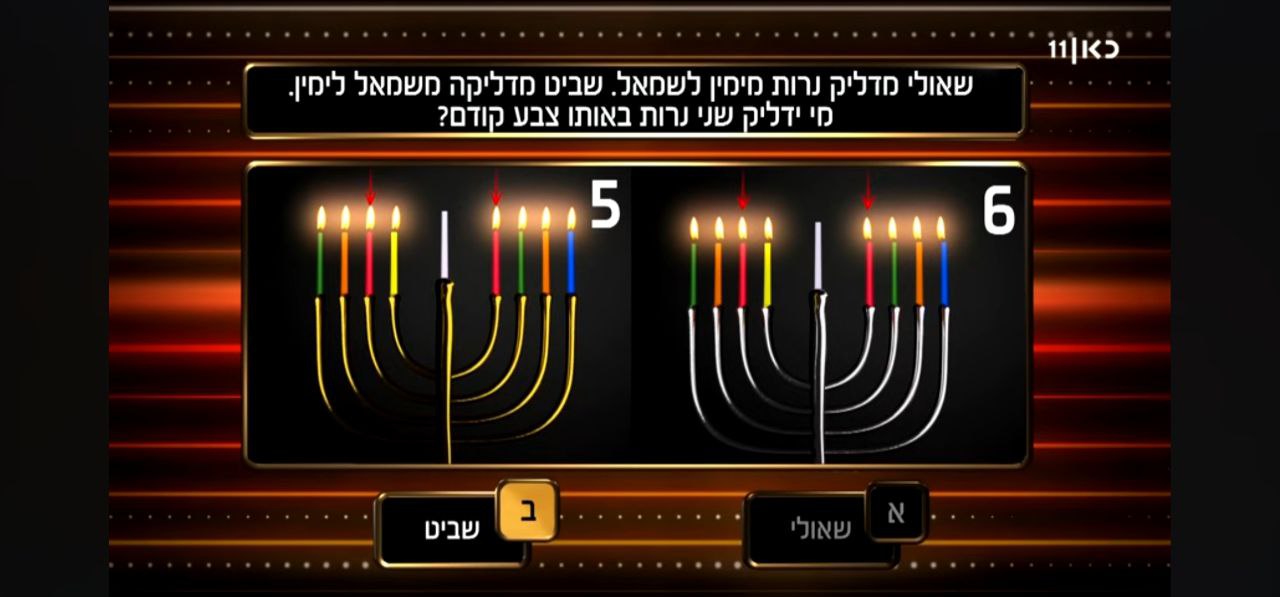 כאן|11
שאולי מדליק נרות מימין לשמאל. שביט מדליקה משמאל לימין.
מי ידליק שני נרות באותו צבע קודם?
6
5
א
שאולי
ב
שביט